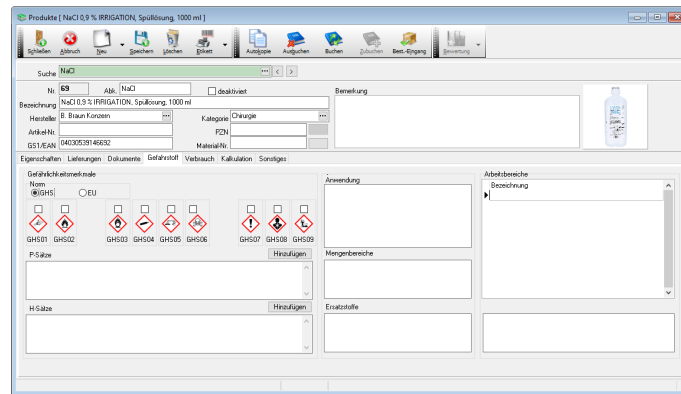 Produkte [ NaCl 0,9 % IRRIGATION, Spüllösung, 1000 ml ]
Schließen Abbruch Neu Speichern Löschen Etikett Autokopie Ausbuchen Buchen Zubuchen Best.-Eingang Bewertung
Suche NaCl ... < >
Nr. 69 Abk. NaCl deaktiviert Bemerkung
Bezeichnung NaCl 0,9 % IRRIGATION, Spüllösung, 1000 ml
Hersteller B. Braun Konzern ... Kategorie Chirurgie ...
Artikel-Nr. PZN
GS1/EAN 04030539146692 Material-Nr.
Eigenschaften Lieferungen Dokumente Gefahrstoff Verbrauch Kalkulation Sonstiges
Gefährlichkeitsmerkmale Anwendung Arbeitsbereiche
Norm Bezeichnung
GHS EU
GHS01 GHS02 GHS03 GHS04 GHS05 GHS06 GHS07 GHS08 GHS09
P-Sätze Hinzufügen Mengenbereiche
H-Sätze Hinzufügen Ersatzstoffe